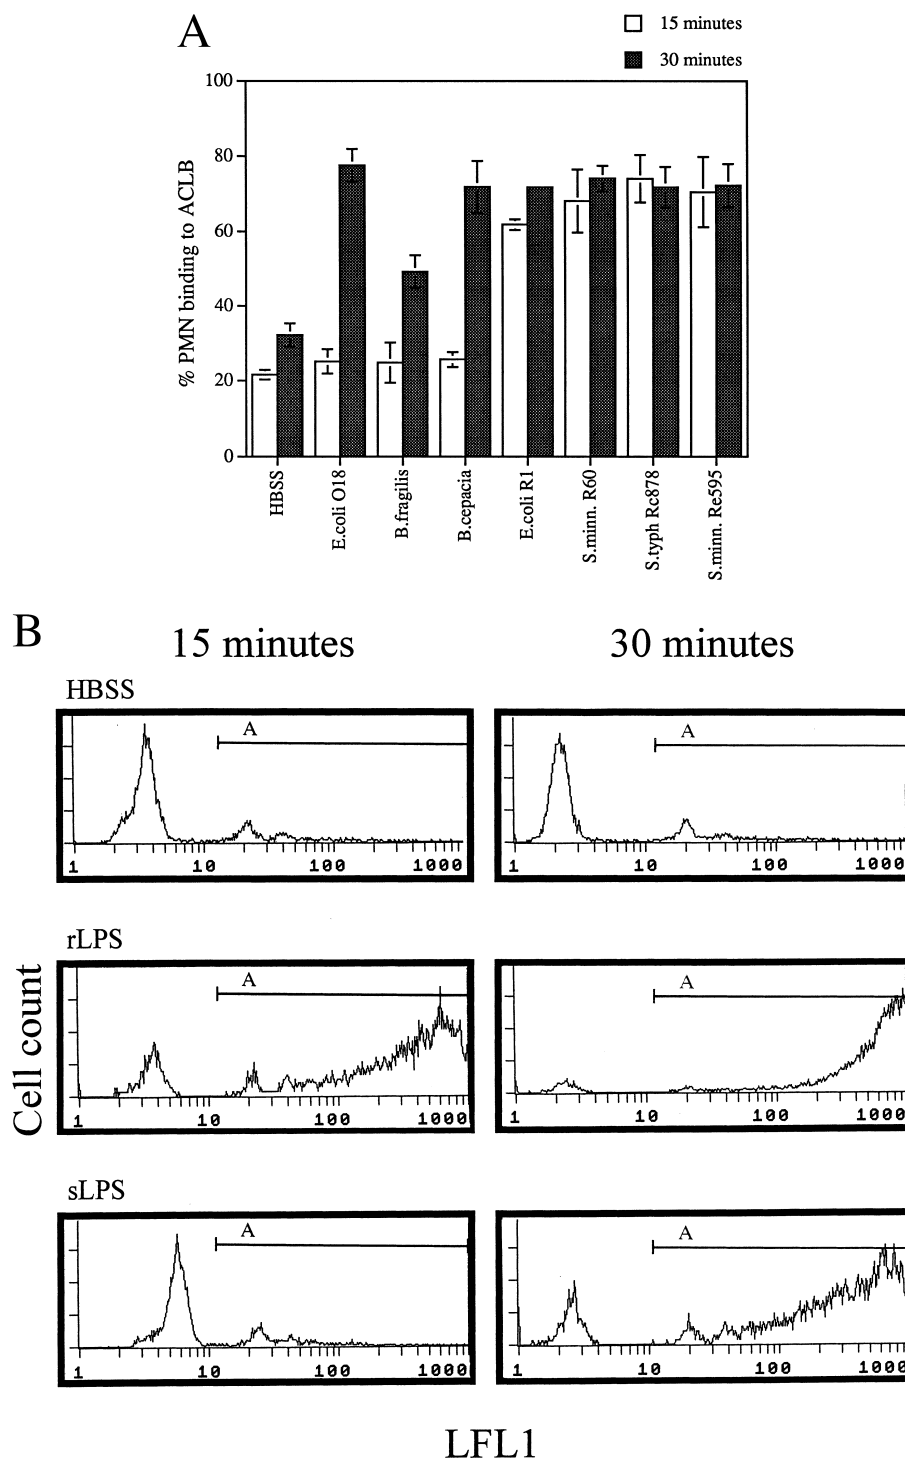 A
15 minutes
30 minutes
% PMN binding to ACLB
100
80
60
40
20
0
HBSS
E.coli O18
B.fragilis
B.cepacia
E.coli R1
S.minn. R60
S.typh Rc878
S.minn. Re595
B
15 minutes
30 minutes
HBSS
A
1 10 100 1000
A
1 10 100 1000
rLPS
A
1 10 100 1000
A
1 10 100 1000
sLPS
A
1 10 100 1000
A
1 10 100 1000
Cell count
LFL1